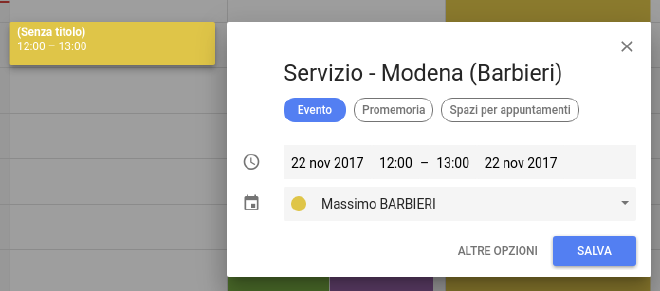 (Senza titolo)
12:00 – 13:00
Servizio - Modena (Barbieri)
Evento Promemoria Spazi per appuntamenti
22 nov 2017 12:00 – 13:00 22 nov 2017
Massimo BARBIERI
ALTRE OPZIONI SALVA